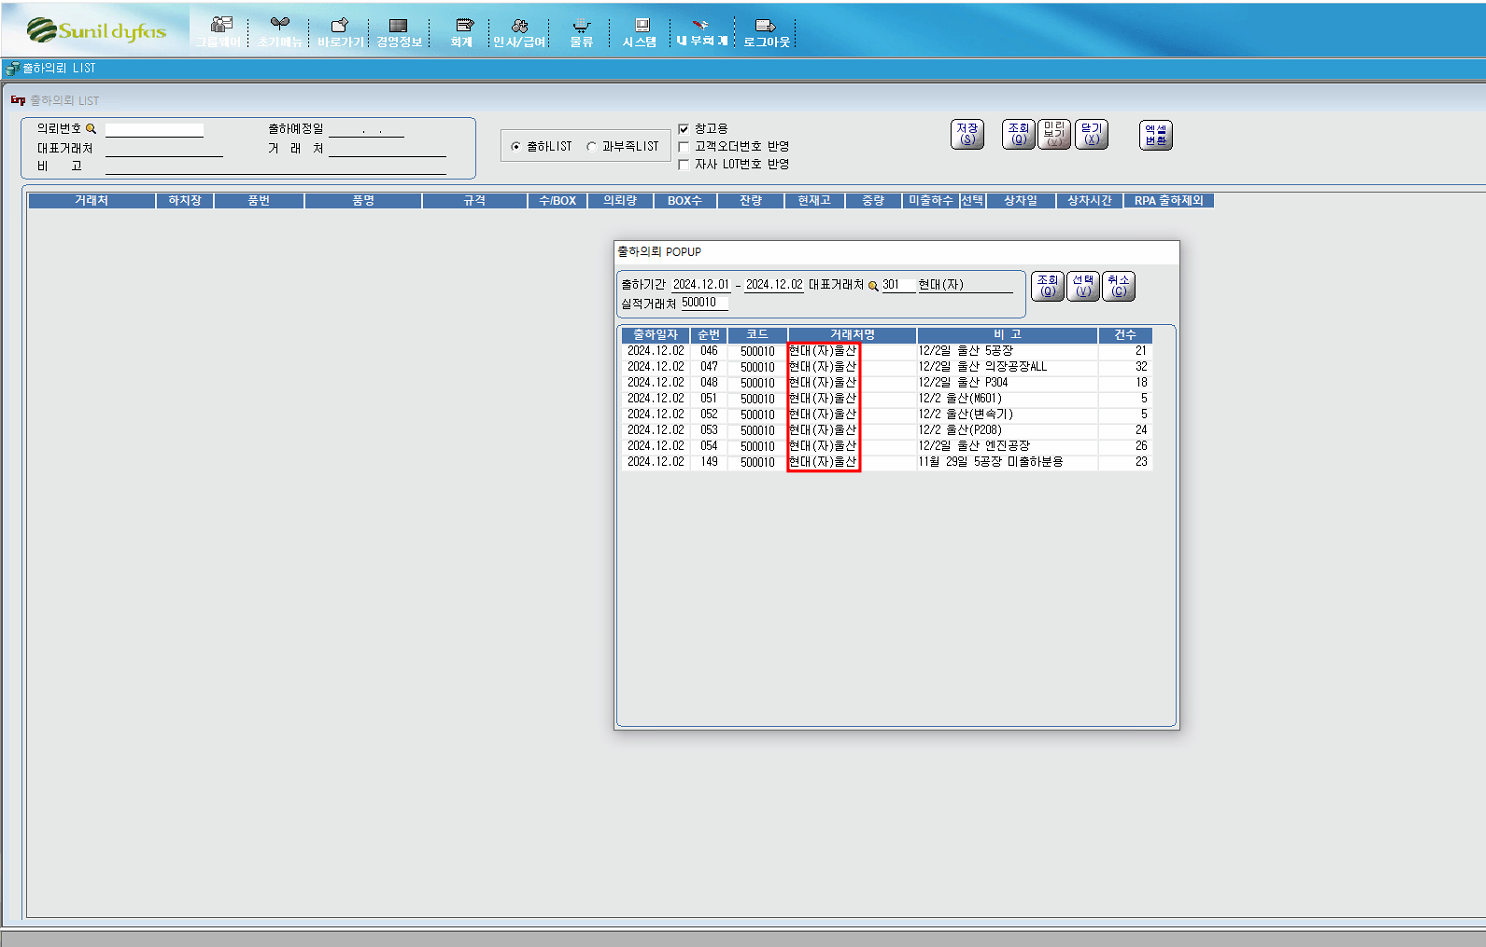 Sunil dyfas
그룹웨어 초기메뉴 바로가기 경영정보 회계 인사/급여 물류 시스템 내부회계 로그아웃
출하의뢰 LIST
Erp 출하의뢰 LIST
의뢰번호 출하예정일 . .
대표거래처 거 래 처
비 고
출하LIST 과부족LIST
창고용
고객오더번호 반영
자사 LOT번호 반영
저장(S) 조회(Q) 미리보기(V) 닫기(X) 엑셀변환
거래처 하치장 품번 품명 규격 수/BOX 의뢰량 BOX수 잔량 현재고 중량 미출하수 선택 상차일 상차시간 RPA 출하제외
출하의뢰 POPUP
출하기간 2024.12.01 - 2024.12.02 대표거래처 301 현대(자)
실적거래처 500010
조회(Q) 선택(V) 취소(C)
출하일자 순번 코드 거래처명 비 고 건수
2024.12.02 046 500010 현대(자)울산 12/2일 울산 5공장 21
2024.12.02 047 500010 현대(자)울산 12/2일 울산 의장공장ALL 32
2024.12.02 048 500010 현대(자)울산 12/2일 울산 P304 18
2024.12.02 051 500010 현대(자)울산 12/2 울산(M601) 5
2024.12.02 052 500010 현대(자)울산 12/2 울산(변속기) 5
2024.12.02 053 500010 현대(자)울산 12/2 울산(P208) 24
2024.12.02 054 500010 현대(자)울산 12/2일 울산 엔진공장 26
2024.12.02 149 500010 현대(자)울산 11월 29일 5공장 미출하분용 23